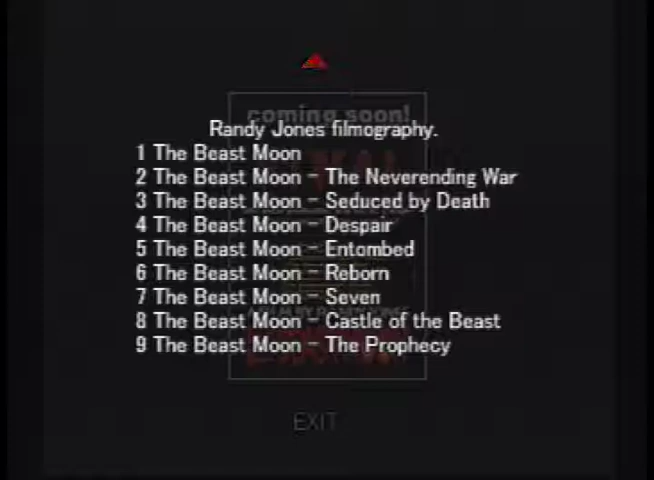 coming soon!
Randy Jones filmography.
1 The Beast Moon
2 The Beast Moon - The Neverending War
3 The Beast Moon - Seduced by Death
4 The Beast Moon - Despair
5 The Beast Moon - Entombed
6 The Beast Moon - Reborn
7 The Beast Moon - Seven
8 The Beast Moon - Castle of the Beast
9 The Beast Moon - The Prophecy
EXIT